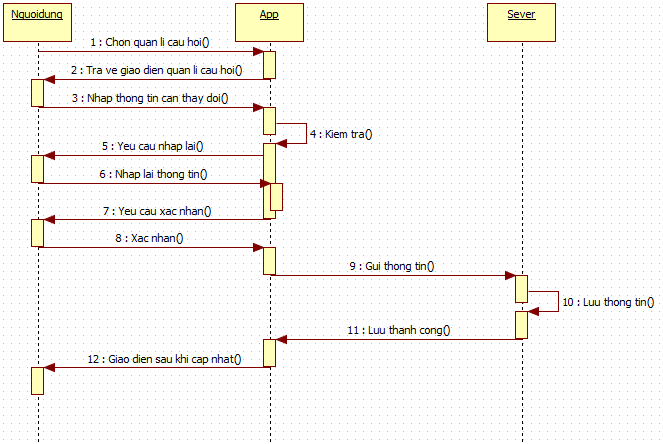 Nguoidung
App
Sever
1 : Chon quan li cau hoi()
2 : Tra ve giao dien quan li cau hoi()
3 : Nhap thong tin can thay doi()
4 : Kiem tra()
5 : Yeu cau nhap lai()
6 : Nhap lai thong tin()
7 : Yeu cau xac nhan()
8 : Xac nhan()
9 : Gui thong tin()
10 : Luu thong tin()
11 : Luu thanh cong()
12 : Giao dien sau khi cap nhat()